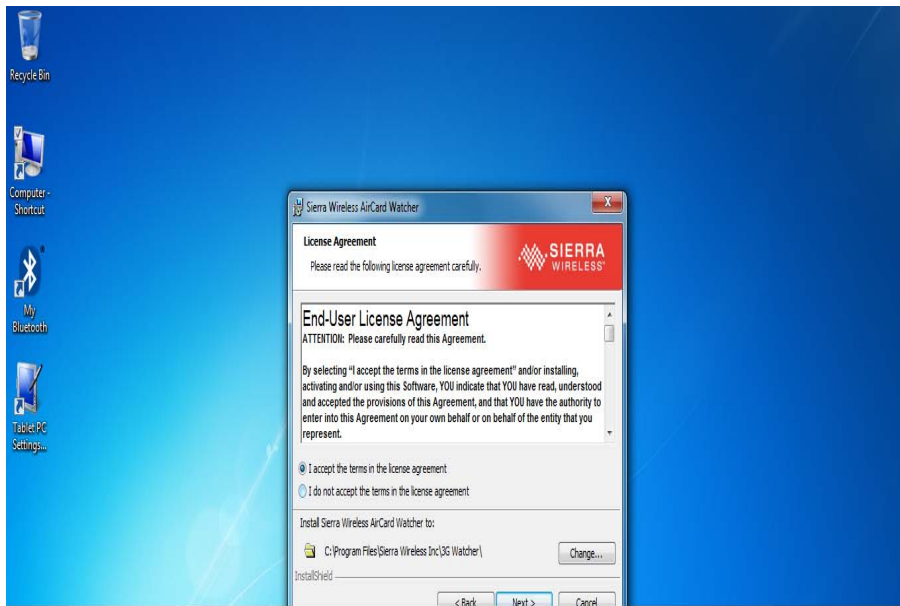 Recycle Bin
Computer -
Shortcut
My
Bluetooth
Tablet PC
Settings...
Sierra Wireless AirCard Watcher
X
License Agreement
Please read the following license agreement carefully.
SIERRA
WIRELESS
End-User License Agreement
ATTENTION: Please carefully read this Agreement.
By selecting “I accept the terms in the license agreement” and/or installing,
activating and/or using this Software, YOU indicate that YOU have read, understood
and accepted the provisions of this Agreement, and that YOU have the authority to
enter into this Agreement on your own behalf or on behalf of the entity that you
represent.
I accept the terms in the license agreement
I do not accept the terms in the license agreement
Install Sierra Wireless AirCard Watcher to:
C:\Program Files\Sierra Wireless Inc\3G Watcher\
Change...
InstallShield
< Back
Next >
Cancel